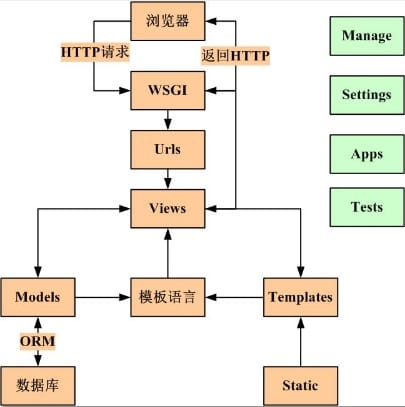 浏览器
Manage
HTTP请求
返回HTTP
WSGI
Settings
Urls
Apps
Views
Tests
Models
模板语言
Templates
ORM
数据库
Static